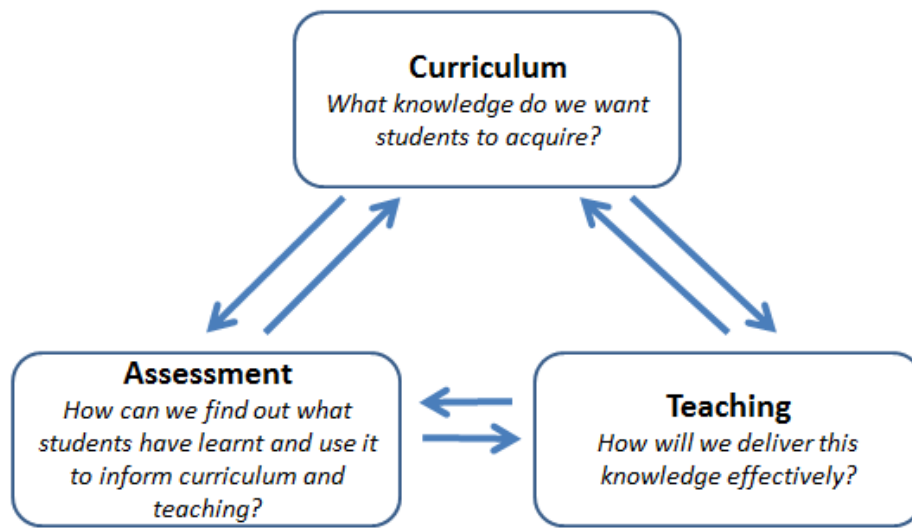 Curriculum
What knowledge do we want
students to acquire?
Assessment
How can we find out what
students have learnt and use it
to inform curriculum and
teaching?
Teaching
How will we deliver this
knowledge effectively?